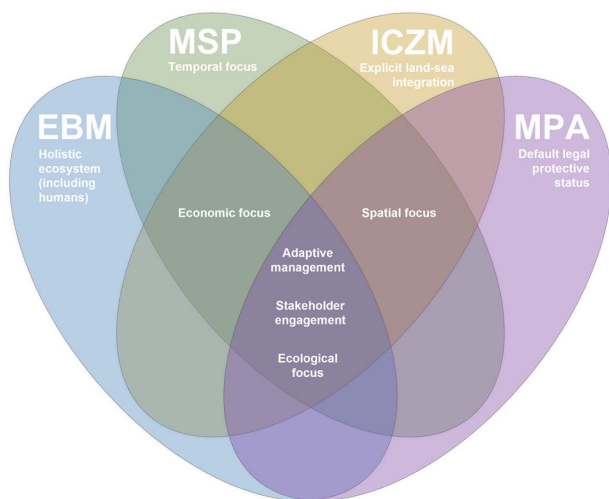 MSP
Temporal focus
ICZM
Explicit land-sea
integration
EBM
Holistic
ecosystem
(including
humans)
MPA
Default legal
protective
status
Economic focus
Spatial focus
Adaptive
management
Stakeholder
engagement
Ecological
focus